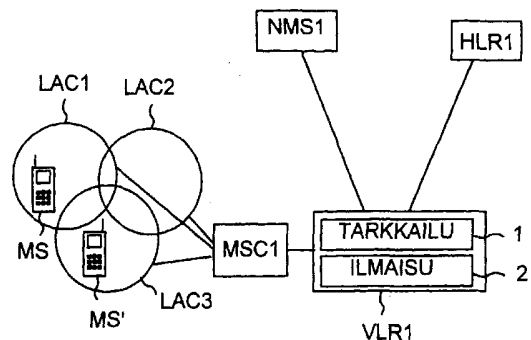 NMS1
HLR1
LAC1
LAC2
TARKKAILU
1
MSC1
ILMAISU
2
MS
MS'
LAC3
VLR1